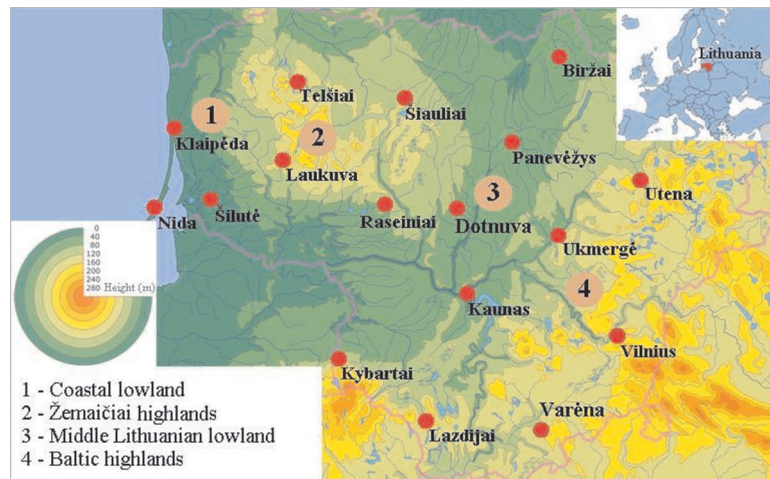 Lithuania
Biržai
Telšiai
Šiauliai
1
2
Klaipėda
Panevėžys
Laukuva
3
Utena
Nida
Šilutė
Raseiniai
Dotnuva
Ukmergė
0
40
80
120
160
200
240
280 Height (m)
4
Kaunas
Vilnius
Kybartai
1 - Coastal lowland
2 - Žemaičiai highlands
3 - Middle Lithuanian lowland
4 - Baltic highlands
Lazdijai
Varėna